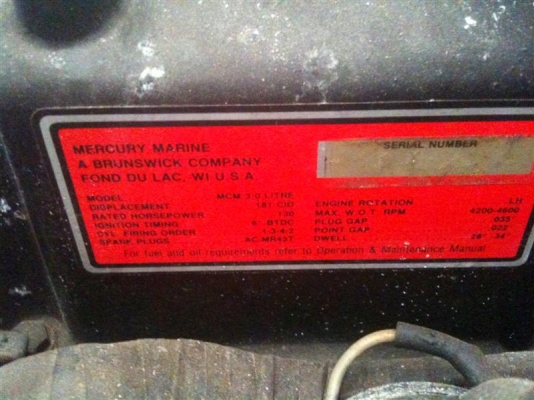 MERCURY MARINE
A BRUNSWICK COMPANY
FOND DU LAC, WI U.S.A.
SERIAL NUMBER
MODEL MCM 3.0 LITRE
DISPLACEMENT 181 CID
RATED HORSEPOWER 130
IGNITION TIMING BTDC
CYL. FIRING ORDER 1-3-4-2
SPARK PLUGS AC-MR43T
ENGINE ROTATION LH
MAX. W.O.T. RPM 4200-4600
PLUG GAP .035
POINT GAP .022
DWELL 28° 34°
For fuel and oil requirements refer to Operation & Maintenance Manual